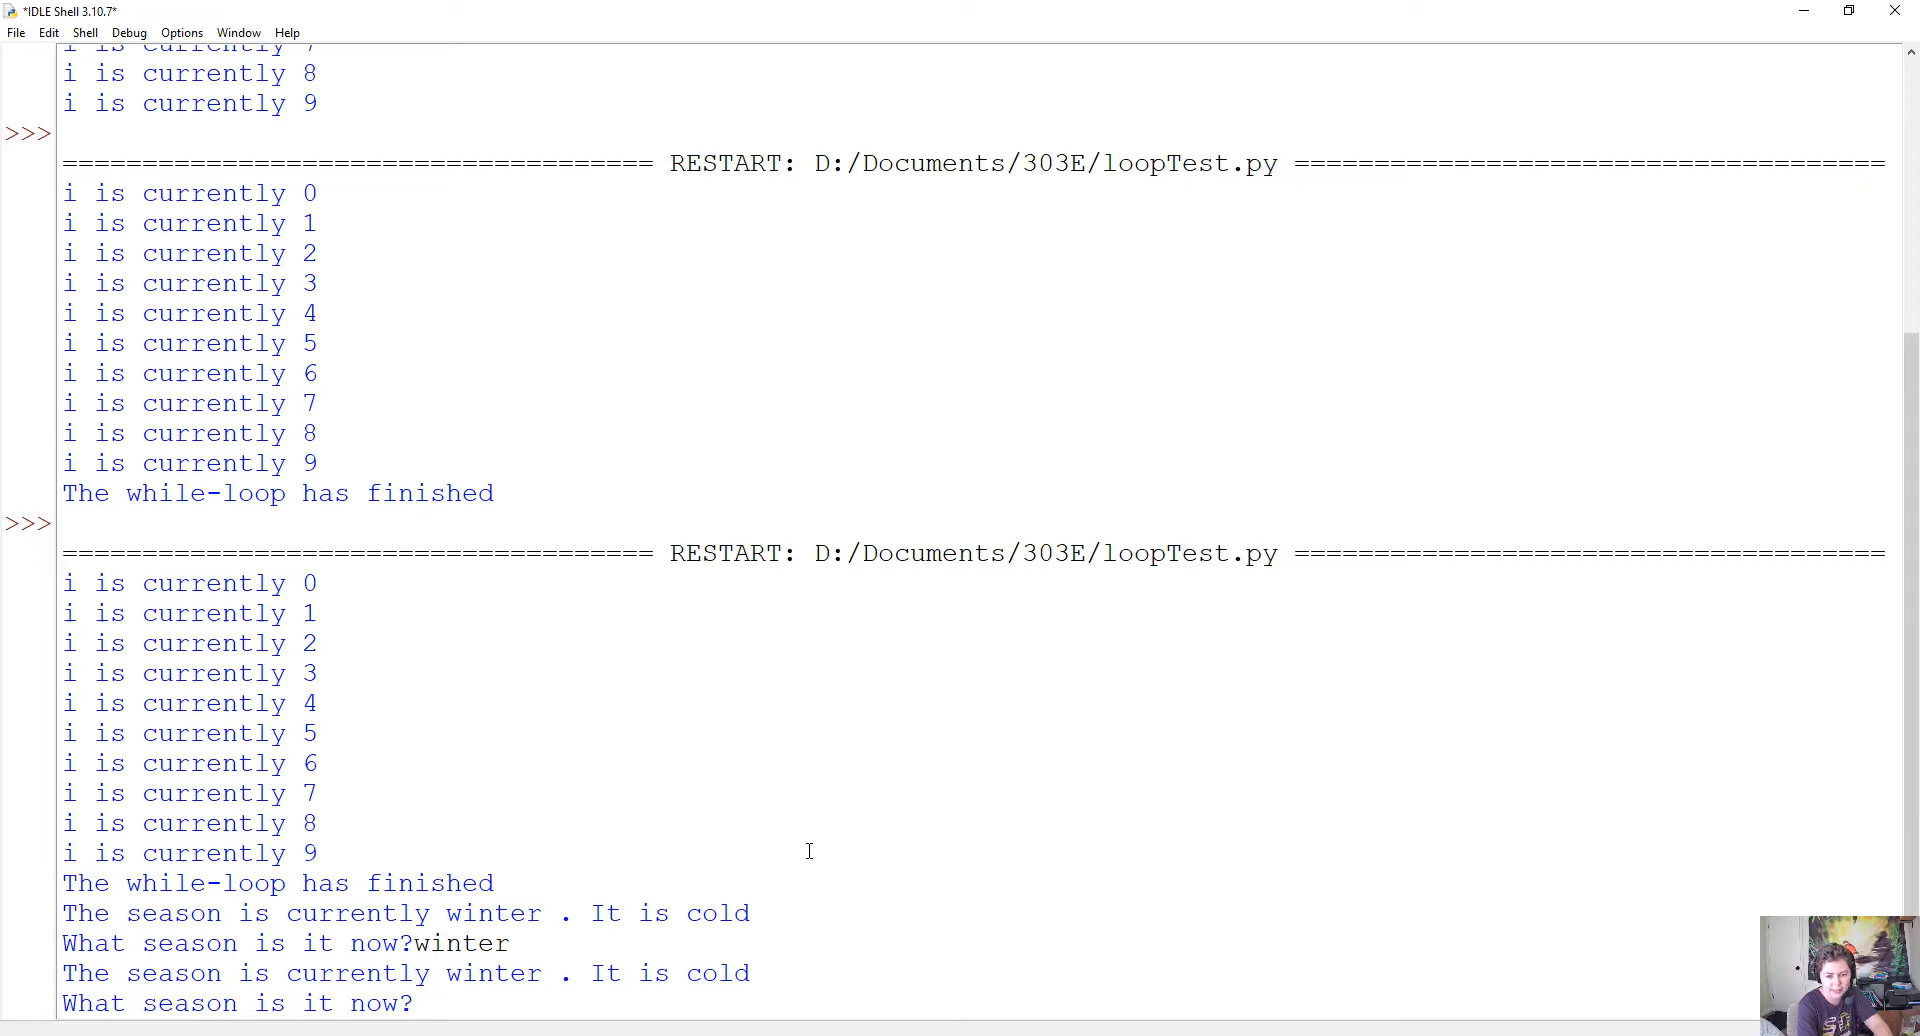 *IDLE Shell 3.10.7*
File Edit Shell Debug Options Window Help
i is currently 7
i is currently 8
i is currently 9
>>>
===================================== RESTART: D:/Documents/303E/loopTest.py =====================================
i is currently 0
i is currently 1
i is currently 2
i is currently 3
i is currently 4
i is currently 5
i is currently 6
i is currently 7
i is currently 8
i is currently 9
The while-loop has finished
>>>
===================================== RESTART: D:/Documents/303E/loopTest.py =====================================
i is currently 0
i is currently 1
i is currently 2
i is currently 3
i is currently 4
i is currently 5
i is currently 6
i is currently 7
i is currently 8
i is currently 9
The while-loop has finished
The season is currently winter . It is cold
What season is it now?winter
The season is currently winter . It is cold
What season is it now?